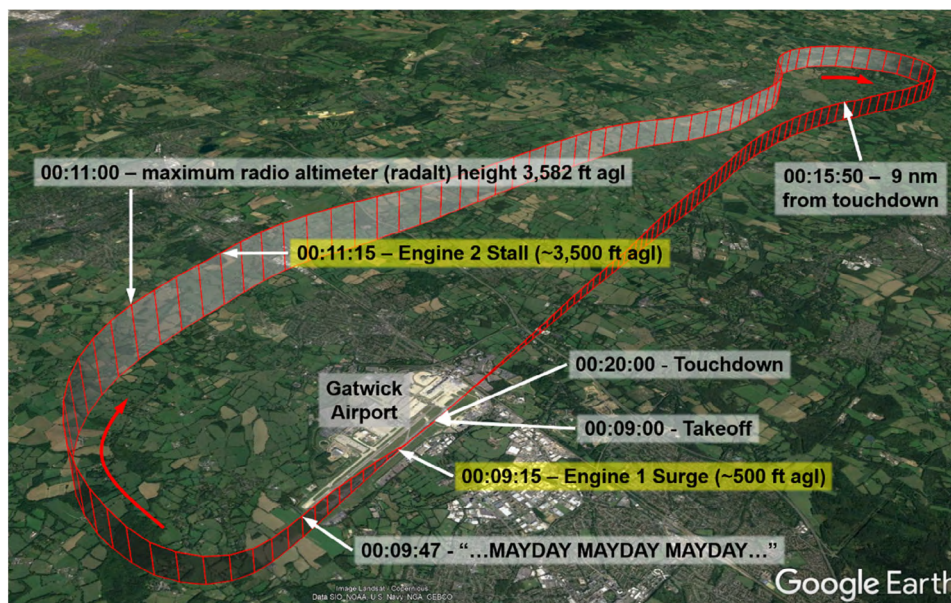 00:11:00 – maximum radio altimeter (radalt) height 3,582 ft agl
00:15:50 – 9 nm
from touchdown
00:11:15 – Engine 2 Stall (~3,500 ft agl)
00:20:00 - Touchdown
Gatwick
Airport
00:09:00 - Takeoff
00:09:15 – Engine 1 Surge (~500 ft agl)
00:09:47 - “…MAYDAY MAYDAY MAYDAY…”
Image Landsat / Copernicus
Data SIO, NOAA, U.S. Navy, NGA, GEBCO
Google Earth